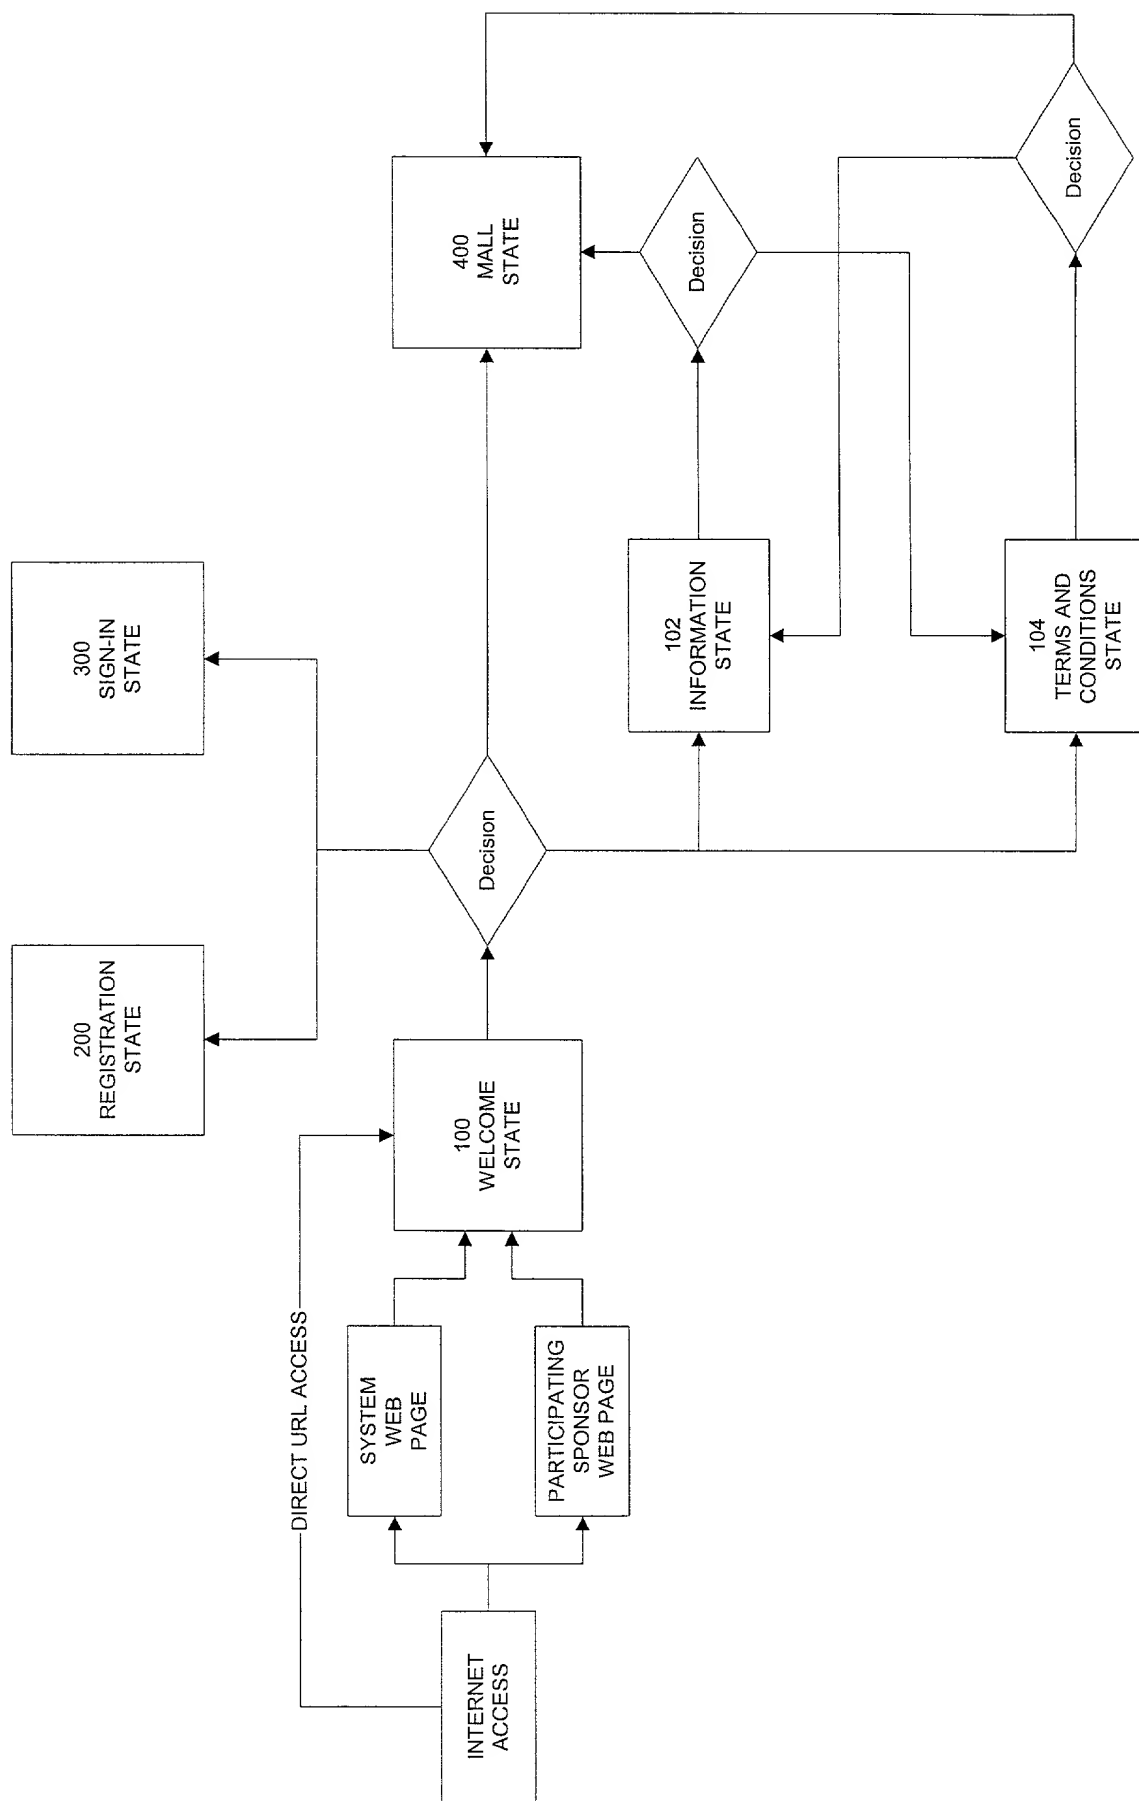 INTERNET
ACCESS
DIRECT URL ACCESS
SYSTEM
WEB
PAGE
PARTICIPATING
SPONSOR
WEB PAGE
100
WELCOME
STATE
Decision
200
REGISTRATION
STATE
300
SIGN-IN
STATE
400
MALL
STATE
102
INFORMATION
STATE
Decision
104
TERMS AND
CONDITIONS
STATE
Decision